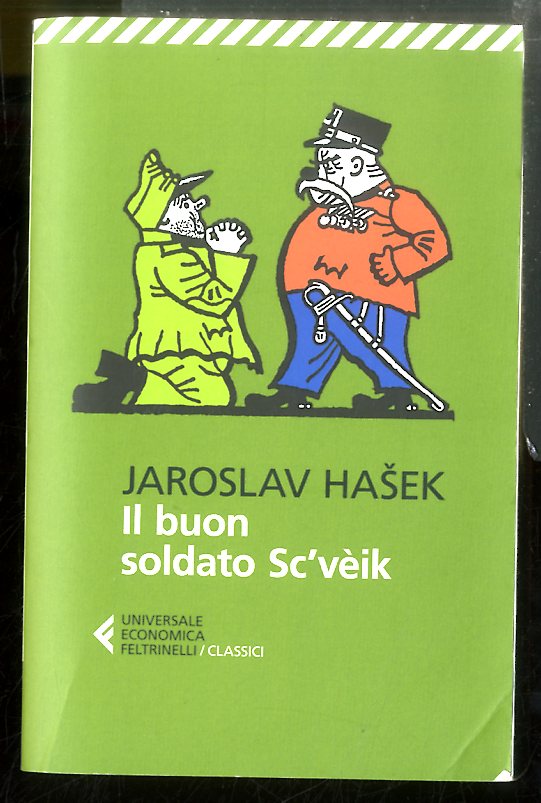 JAROSLAV HAŠEK
Il buon
soldato Sc'vèik
UNIVERSALE
ECONOMICA
FELTRINELLI / CLASSICI